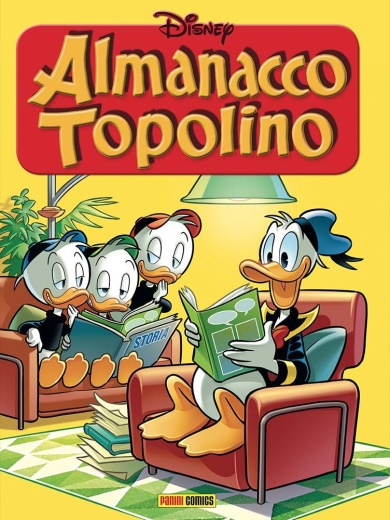 Disney
Almanacco
Topolino
STORIA
PANINI COMICS